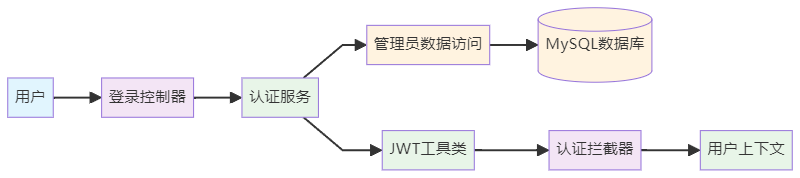 管理员数据访问
MySQL数据库
用户
登录控制器
认证服务
JWT工具类
认证拦截器
用户上下文